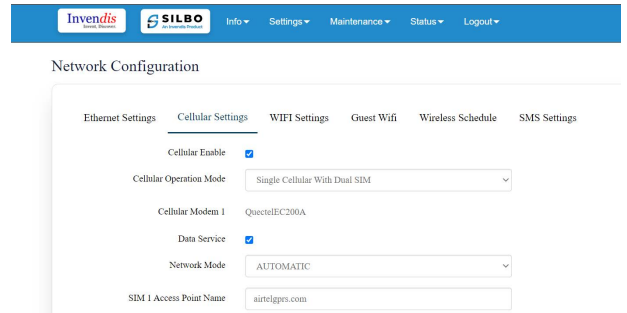 Invendis
Invent, Discover.
SILBO
An Invendis Product
Info
Settings
Maintenance
Status
Logout
Network Configuration
Ethernet Settings
Cellular Settings
WIFI Settings
Guest Wifi
Wireless Schedule
SMS Settings
Cellular Enable
Cellular Operation Mode
Single Cellular With Dual SIM
Cellular Modem 1
QuectelEC200A
Data Service
Network Mode
AUTOMATIC
SIM 1 Access Point Name
airtelgprs.com